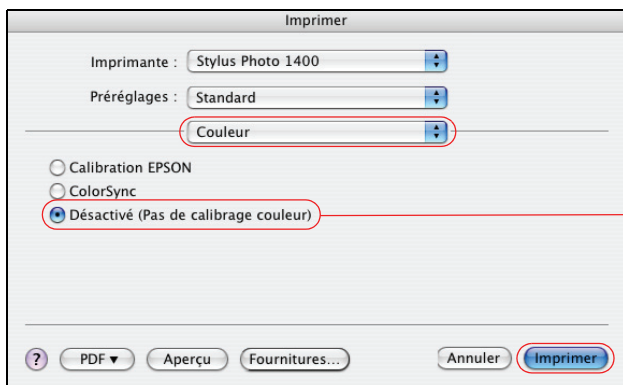 Imprimer
Imprimante : Stylus Photo 1400
Préréglages : Standard
Couleur
Calibration EPSON
ColorSync
Désactivé (Pas de calibrage couleur)
? PDF ▼ Aperçu Fournitures... Annuler Imprimer